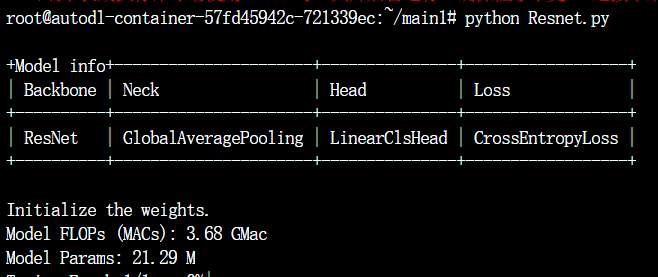 root@autodl-container-57fd45942c-721339ec:~/main1# python Resnet.py
+Model info+----------------------+---------------+------------------+
| Backbone | Neck | Head | Loss |
+----------+----------------------+---------------+------------------+
| ResNet | GlobalAveragePooling | LinearClsHead | CrossEntropyLoss |
+----------+----------------------+---------------+------------------+
Initialize the weights.
Model FLOPs (MACs): 3.68 GMac
Model Params: 21.29 M